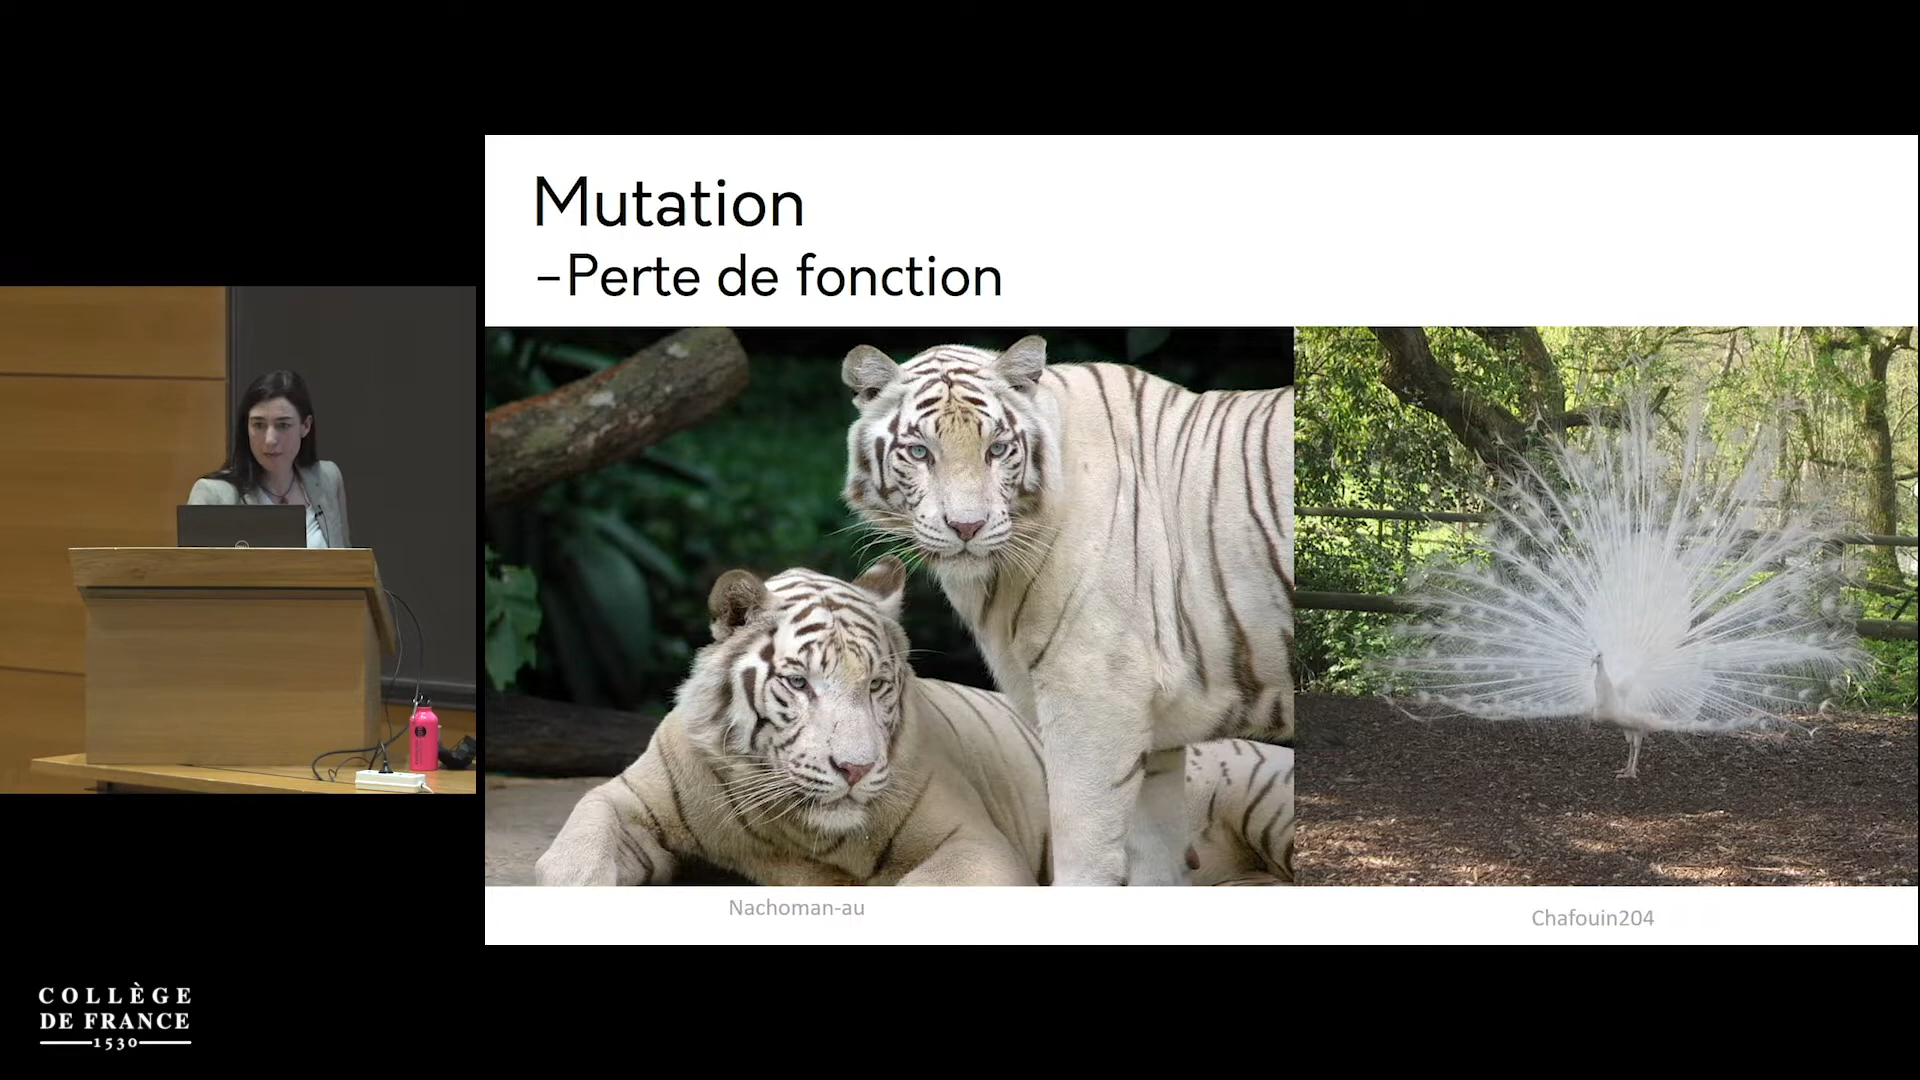 Mutation
–Perte de fonction
Nachoman-au
Chafouin204
COLLÈGE
DE FRANCE
1530